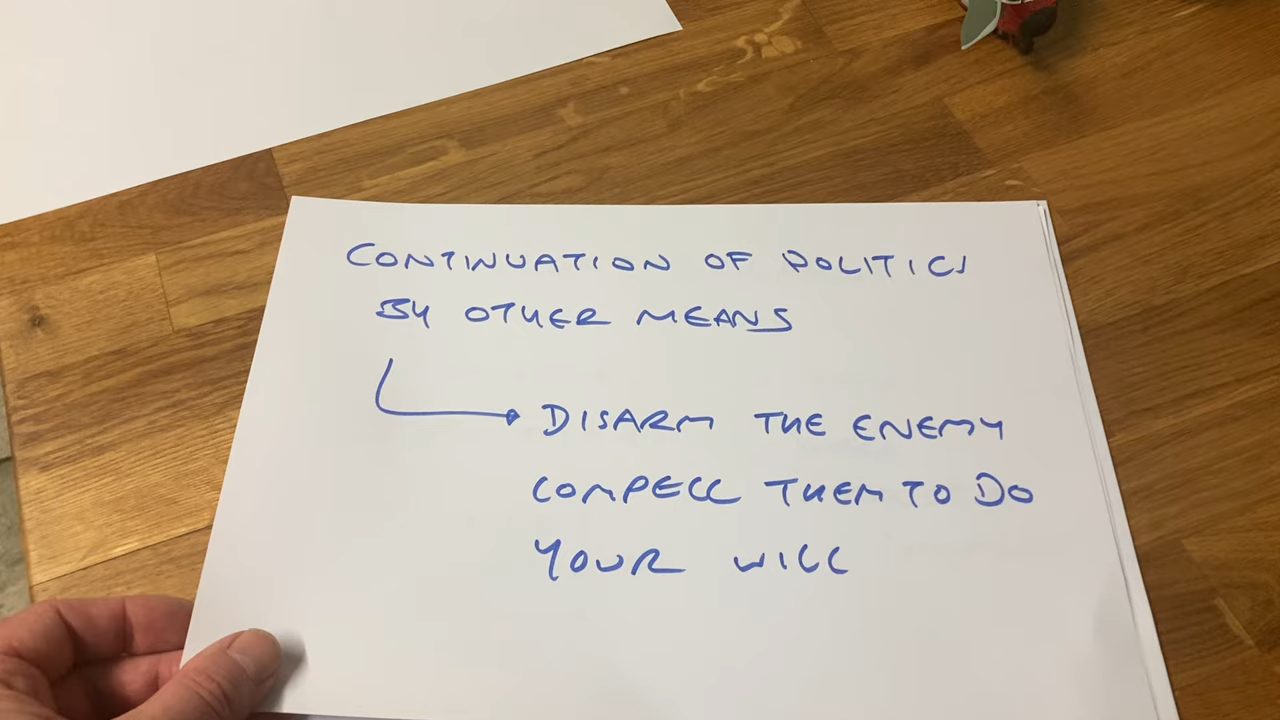 CONTINUATION OF POLITICS
BY OTHER MEANS
DISARM THE ENEMY
COMPELL THEM TO DO
YOUR WILL